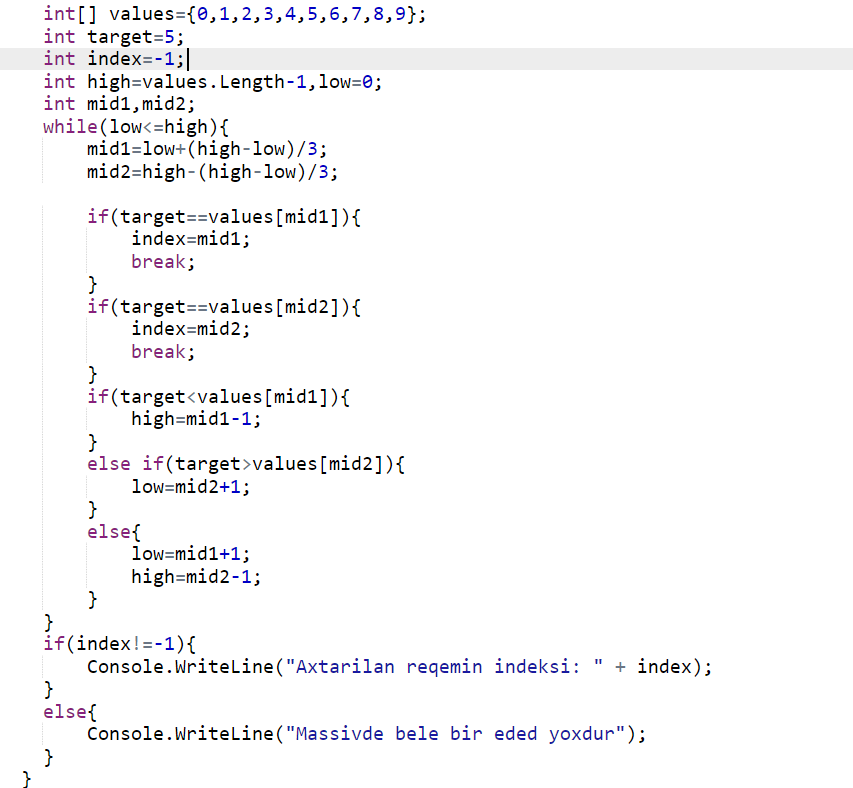 int[] values={0,1,2,3,4,5,6,7,8,9};
int target=5;
int index=-1;
int high=values.Length-1,low=0;
int mid1,mid2;
while(low<=high){
mid1=low+(high-low)/3;
mid2=high-(high-low)/3;
if(target==values[mid1]){
index=mid1;
break;
}
if(target==values[mid2]){
index=mid2;
break;
}
if(target<values[mid1]){
high=mid1-1;
}
else if(target>values[mid2]){
low=mid2+1;
}
else{
low=mid1+1;
high=mid2-1;
}
}
if(index!=-1){
Console.WriteLine("Axtarilan reqemin indeksi: " + index);
}
else{
Console.WriteLine("Massivde bele bir eded yoxdur");
}
}